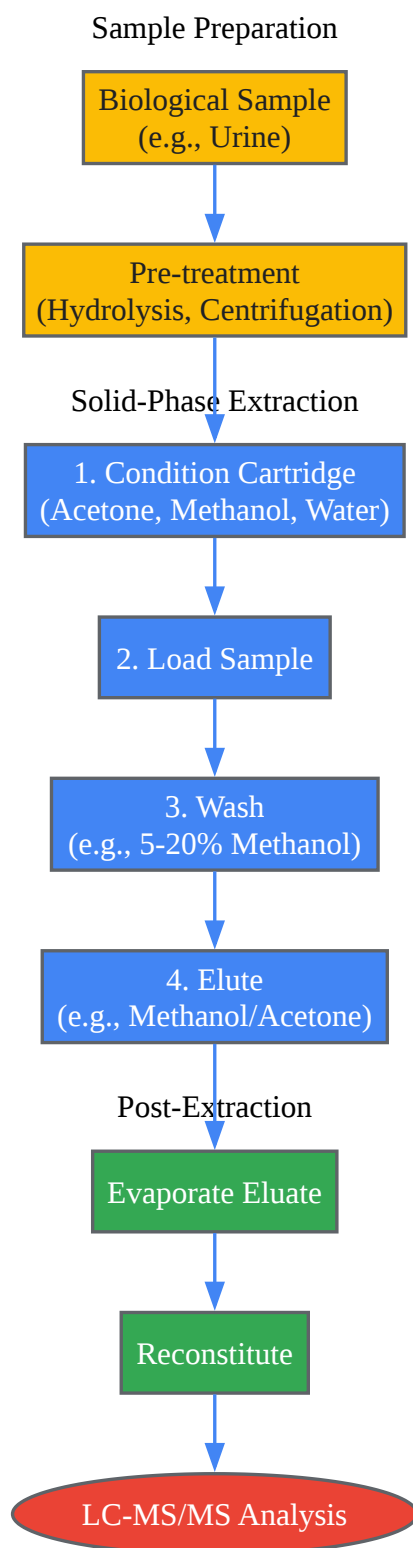 Sample Preparation
Biological Sample
(e.g., Urine)
Pre-treatment
(Hydrolysis, Centrifugation)
Solid-Phase Extraction
1. Condition Cartridge
(Acetone, Methanol, Water)
2. Load Sample
3. Wash
(e.g., 5-20% Methanol)
4. Elute
(e.g., Methanol/Acetone)
Post-Extraction
Evaporate Eluate
Reconstitute
LC-MS/MS Analysis